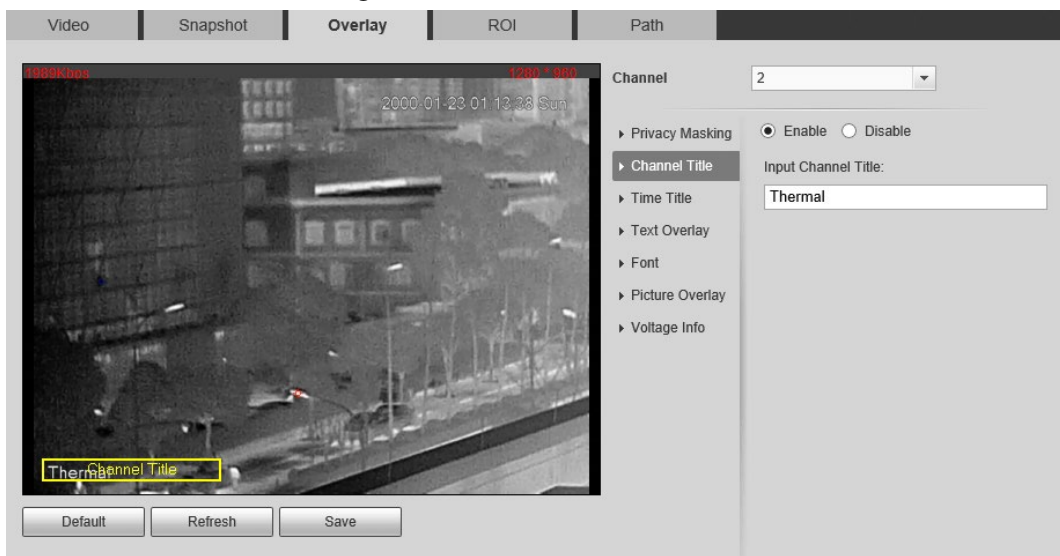 Video Snapshot Overlay ROI Path
1989Kbps 1280 * 960
2000-01-23 01:13:38 Sun
Thermal Channel Title
Default Refresh Save
Channel 2
Privacy Masking
Channel Title
Time Title
Text Overlay
Font
Picture Overlay
Voltage Info
Enable Disable
Input Channel Title:
Thermal